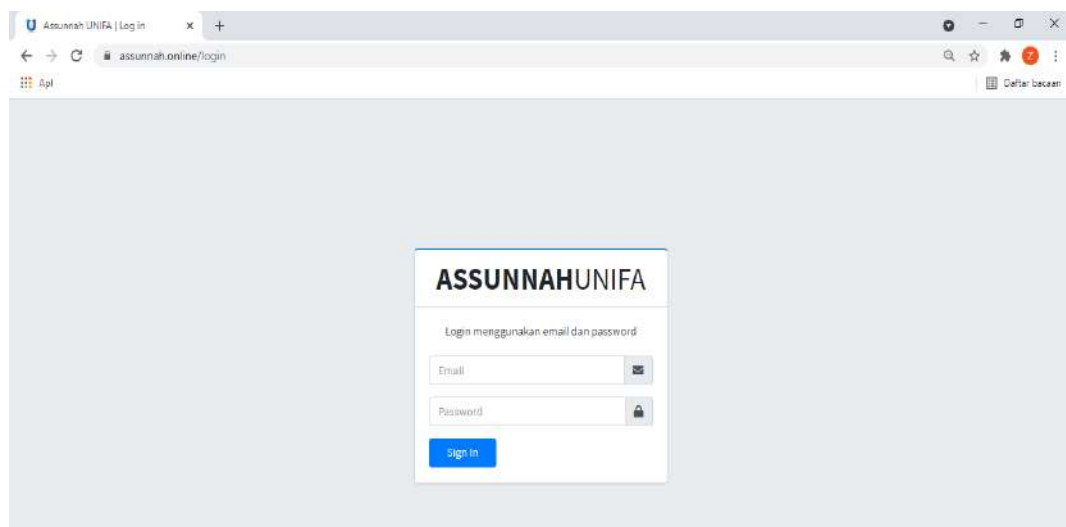 Assunnah UNIFA | Log in
assunnah.online/login
Z
Apl
Daftar bacaan
ASSUNNAHUNIFA
Login menggunakan email dan password
Email
Password
Sign In